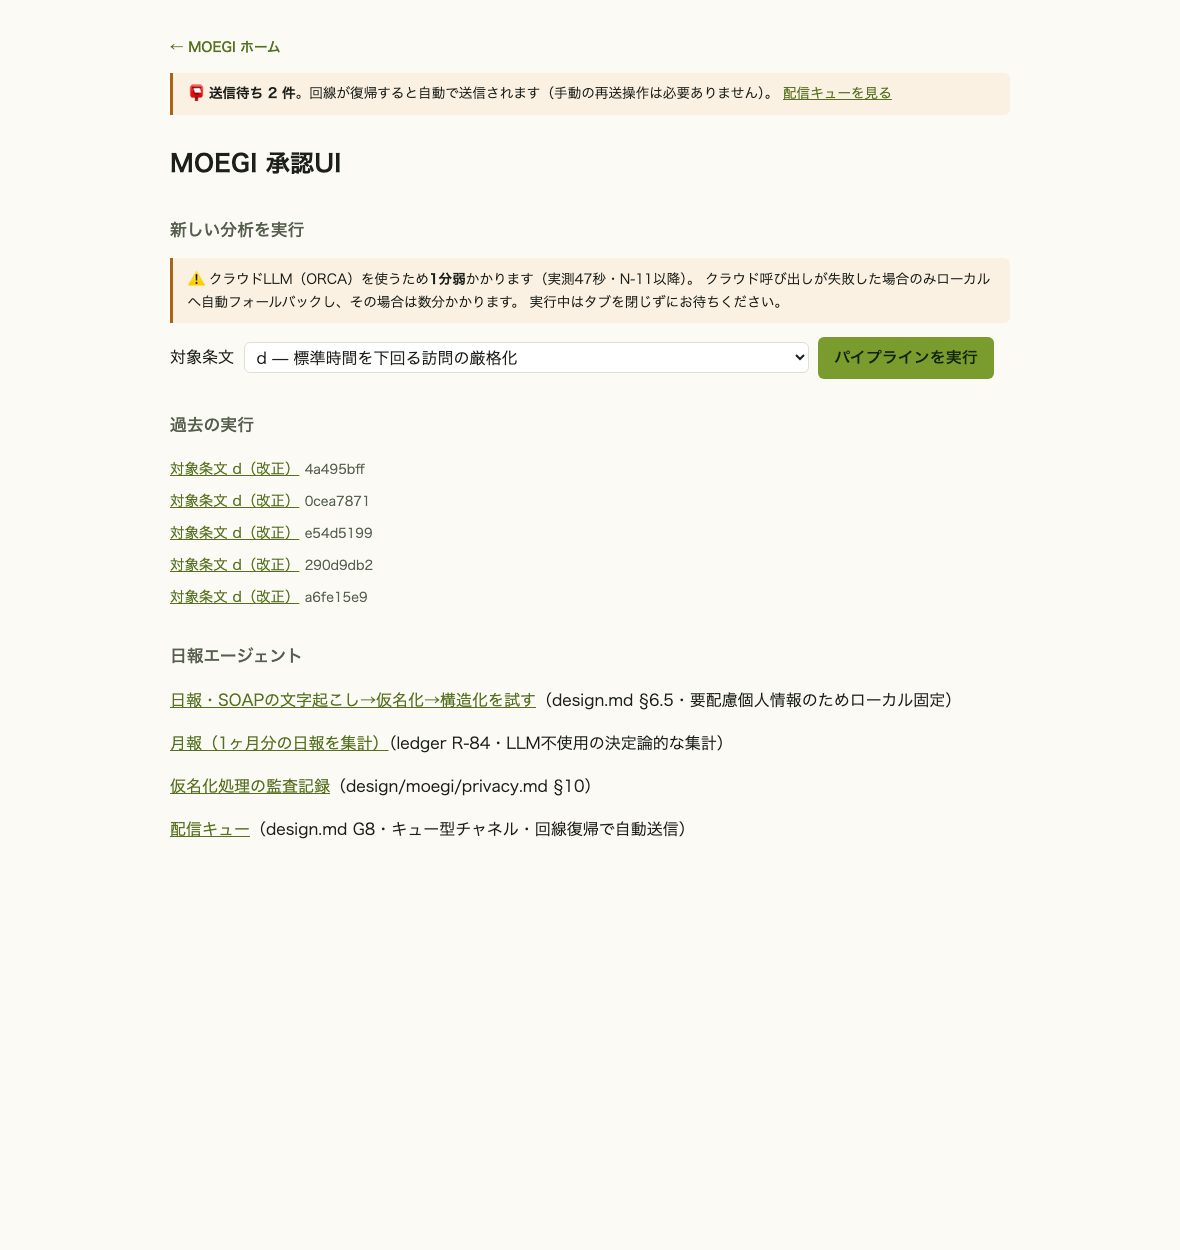 ← MOEGI ホーム
📮 送信待ち 2 件。回線が復帰すると自動で送信されます（手動の再送操作は必要ありません）。 配信キューを見る
MOEGI 承認UI
新しい分析を実行
⚠️ クラウドLLM（ORCA）を使うため1分弱かかります（実測47秒・N-11以降）。 クラウド呼び出しが失敗した場合のみローカル
へ自動フォールバックし、その場合は数分かかります。 実行中はタブを閉じずにお待ちください。
対象条文 d — 標準時間を下回る訪問の厳格化 パイプラインを実行
過去の実行
対象条文 d（改正） 4a495bff
対象条文 d（改正） 0cea7871
対象条文 d（改正） e54d5199
対象条文 d（改正） 290d9db2
対象条文 d（改正） a6fe15e9
日報エージェント
日報・SOAPの文字起こし→仮名化→構造化を試す（design.md §6.5・要配慮個人情報のためローカル固定）
月報（1ヶ月分の日報を集計）（ledger R-84・LLM不使用の決定論的な集計）
仮名化処理の監査記録（design/moegi/privacy.md §10）
配信キュー（design.md G8・キュー型チャネル・回線復帰で自動送信）